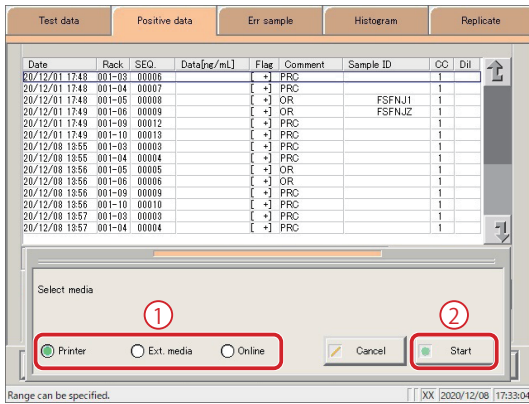 Test data Positive data Err sample Histogram Replicate
Date Rack SEQ. Data[ng/mL] Flag Comment Sample ID CC Dil
20/12/01 17:48 001-03 00006 [ +] PRC 1
20/12/01 17:48 001-04 00007 [ +] PRC 1
20/12/01 17:48 001-05 00008 [ +] OR FSFNJ1 1
20/12/01 17:49 001-06 00009 [ +] OR FSFNJZ 1
20/12/01 17:49 001-09 00012 [ +] PRC 1
20/12/01 17:49 001-10 00013 [ +] PRC 1
20/12/08 13:55 001-03 00003 [ +] PRC 1
20/12/08 13:55 001-04 00004 [ +] PRC 1
20/12/08 13:56 001-05 00005 [ +] OR 1
20/12/08 13:56 001-06 00006 [ +] OR 1
20/12/08 13:56 001-09 00009 [ +] PRC 1
20/12/08 13:56 001-10 00010 [ +] PRC 1
20/12/08 13:57 001-03 00003 [ +] PRC 1
20/12/08 13:57 001-04 00004 [ +] PRC 1
Select media
① ②
Printer Ext. media Online Cancel Start
Range can be specified. XX 2020/12/08 17:33:04